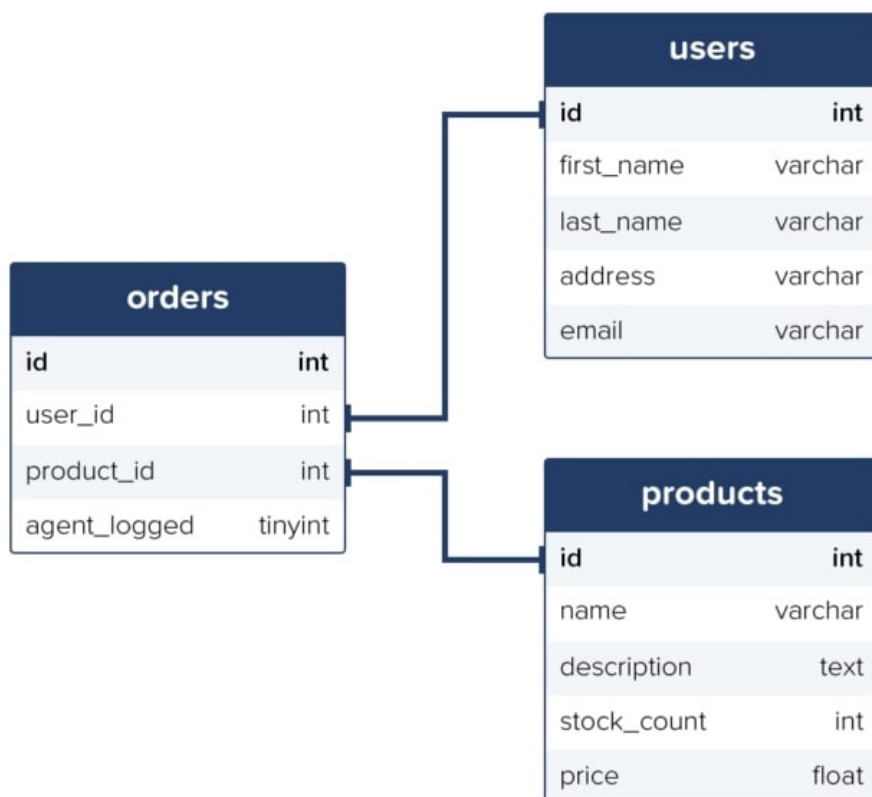 users
id int
first_name varchar
last_name varchar
address varchar
email varchar
orders
id int
user_id int
product_id int
agent_logged tinyint
products
id int
name varchar
description text
stock_count int
price float